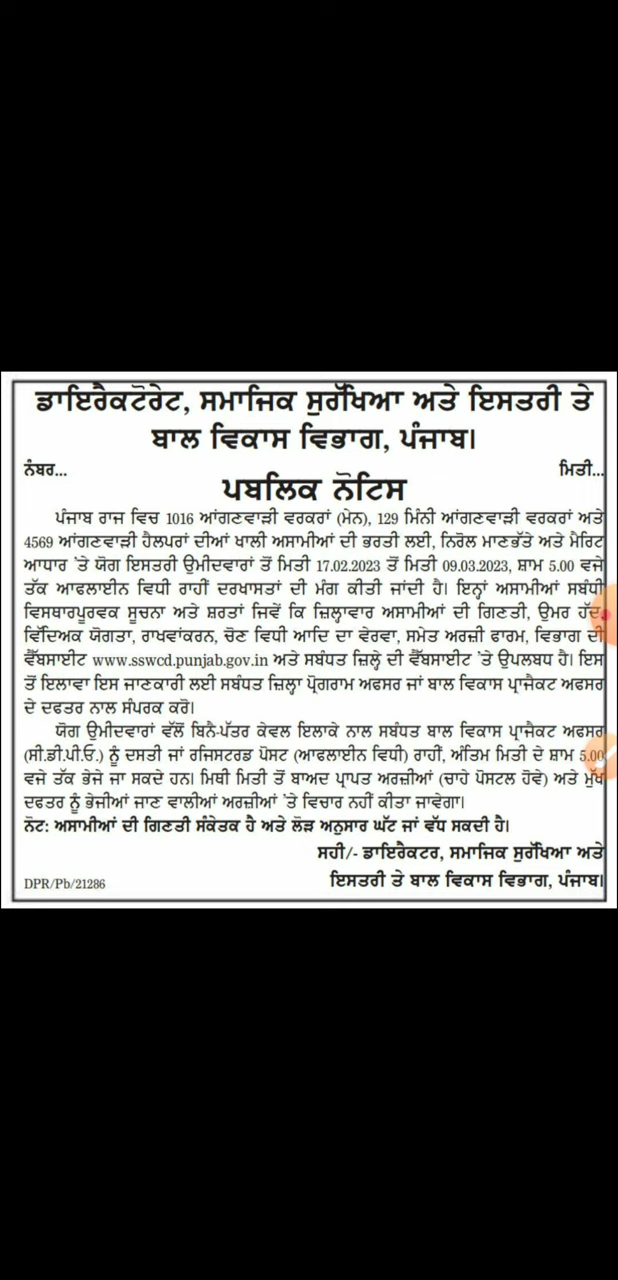 ਡਾਇਰੈਕਟੋਰੇਟ, ਸਮਾਜਿਕ ਸੁਰੱਖਿਆ ਅਤੇ ਇਸਤਰੀ ਤੇ
ਬਾਲ ਵਿਕਾਸ ਵਿਭਾਗ, ਪੰਜਾਬ।
ਨੰਬਰ... ਮਿਤੀ...
ਪਬਲਿਕ ਨੋਟਿਸ
ਪੰਜਾਬ ਰਾਜ ਵਿਚ 1016 ਆਂਗਣਵਾੜੀ ਵਰਕਰਾਂ (ਮੇਨ), 129 ਮਿੰਨੀ ਆਂਗਣਵਾੜੀ ਵਰਕਰਾਂ ਅਤੇ
4569 ਆਂਗਣਵਾੜੀ ਹੈਲਪਰਾਂ ਦੀਆਂ ਖਾਲੀ ਅਸਾਮੀਆਂ ਦੀ ਭਰਤੀ ਲਈ, ਨਿਰੋਲ ਮਾਣਭੱਤੇ ਅਤੇ ਮੈਰਿਟ
ਆਧਾਰ 'ਤੇ ਯੋਗ ਇਸਤਰੀ ਉਮੀਦਵਾਰਾਂ ਤੋਂ ਮਿਤੀ 17.02.2023 ਤੋਂ ਮਿਤੀ 09.03.2023, ਸ਼ਾਮ 5.00 ਵਜੇ
ਤੱਕ ਆਫਲਾਈਨ ਵਿਧੀ ਰਾਹੀਂ ਦਰਖਾਸਤਾਂ ਦੀ ਮੰਗ ਕੀਤੀ ਜਾਂਦੀ ਹੈ। ਇਨ੍ਹਾਂ ਅਸਾਮੀਆਂ ਸਬੰਧੀ
ਵਿਸਥਾਰਪੂਰਵਕ ਸੂਚਨਾ ਅਤੇ ਸ਼ਰਤਾਂ ਜਿਵੇਂ ਕਿ ਜ਼ਿਲ੍ਹਾਵਾਰ ਅਸਾਮੀਆਂ ਦੀ ਗਿਣਤੀ, ਉਮਰ ਹੱਦ,
ਵਿੱਦਿਅਕ ਯੋਗਤਾ, ਰਾਖਵਾਂਕਰਨ, ਚੋਣ ਵਿਧੀ ਆਦਿ ਦਾ ਵੇਰਵਾ, ਸਮੇਤ ਅਰਜ਼ੀ ਫਾਰਮ, ਵਿਭਾਗ ਦੀ
ਵੈੱਬਸਾਈਟ www.sswcd.punjab.gov.in ਅਤੇ ਸਬੰਧਤ ਜ਼ਿਲ੍ਹੇ ਦੀ ਵੈੱਬਸਾਈਟ 'ਤੇ ਉਪਲਬਧ ਹੈ। ਇਸ
ਤੋਂ ਇਲਾਵਾ ਇਸ ਜਾਣਕਾਰੀ ਲਈ ਸਬੰਧਤ ਜ਼ਿਲ੍ਹਾ ਪ੍ਰੋਗਰਾਮ ਅਫਸਰ ਜਾਂ ਬਾਲ ਵਿਕਾਸ ਪ੍ਰਾਜੈਕਟ ਅਫਸਰ
ਦੇ ਦਫਤਰ ਨਾਲ ਸੰਪਰਕ ਕਰੋ।
ਯੋਗ ਉਮੀਦਵਾਰਾਂ ਵੱਲੋਂ ਬਿਨੈ-ਪੱਤਰ ਕੇਵਲ ਇਲਾਕੇ ਨਾਲ ਸਬੰਧਤ ਬਾਲ ਵਿਕਾਸ ਪ੍ਰਾਜੈਕਟ ਅਫਸਰ
(ਸੀ.ਡੀ.ਪੀ.ਓ.) ਨੂੰ ਦਸਤੀ ਜਾਂ ਰਜਿਸਟਰਡ ਪੋਸਟ (ਆਫਲਾਈਨ ਵਿਧੀ) ਰਾਹੀਂ, ਅੰਤਿਮ ਮਿਤੀ ਦੇ ਸ਼ਾਮ 5.00
ਵਜੇ ਤੱਕ ਭੇਜੇ ਜਾ ਸਕਦੇ ਹਨ। ਮਿਥੀ ਮਿਤੀ ਤੋਂ ਬਾਅਦ ਪ੍ਰਾਪਤ ਅਰਜ਼ੀਆਂ (ਚਾਹੇ ਪੋਸਟਲ ਹੋਵੇ) ਅਤੇ ਮੁੱਖ
ਦਫਤਰ ਨੂੰ ਭੇਜੀਆਂ ਜਾਣ ਵਾਲੀਆਂ ਅਰਜ਼ੀਆਂ 'ਤੇ ਵਿਚਾਰ ਨਹੀਂ ਕੀਤਾ ਜਾਵੇਗਾ।
ਨੋਟ: ਅਸਾਮੀਆਂ ਦੀ ਗਿਣਤੀ ਸੰਕੇਤਕ ਹੈ ਅਤੇ ਲੋੜ ਅਨੁਸਾਰ ਘੱਟ ਜਾਂ ਵੱਧ ਸਕਦੀ ਹੈ।
ਸਹੀ/- ਡਾਇਰੈਕਟਰ, ਸਮਾਜਿਕ ਸੁਰੱਖਿਆ ਅਤੇ
DPR/Pb/21286 ਇਸਤਰੀ ਤੇ ਬਾਲ ਵਿਕਾਸ ਵਿਭਾਗ, ਪੰਜਾਬ।